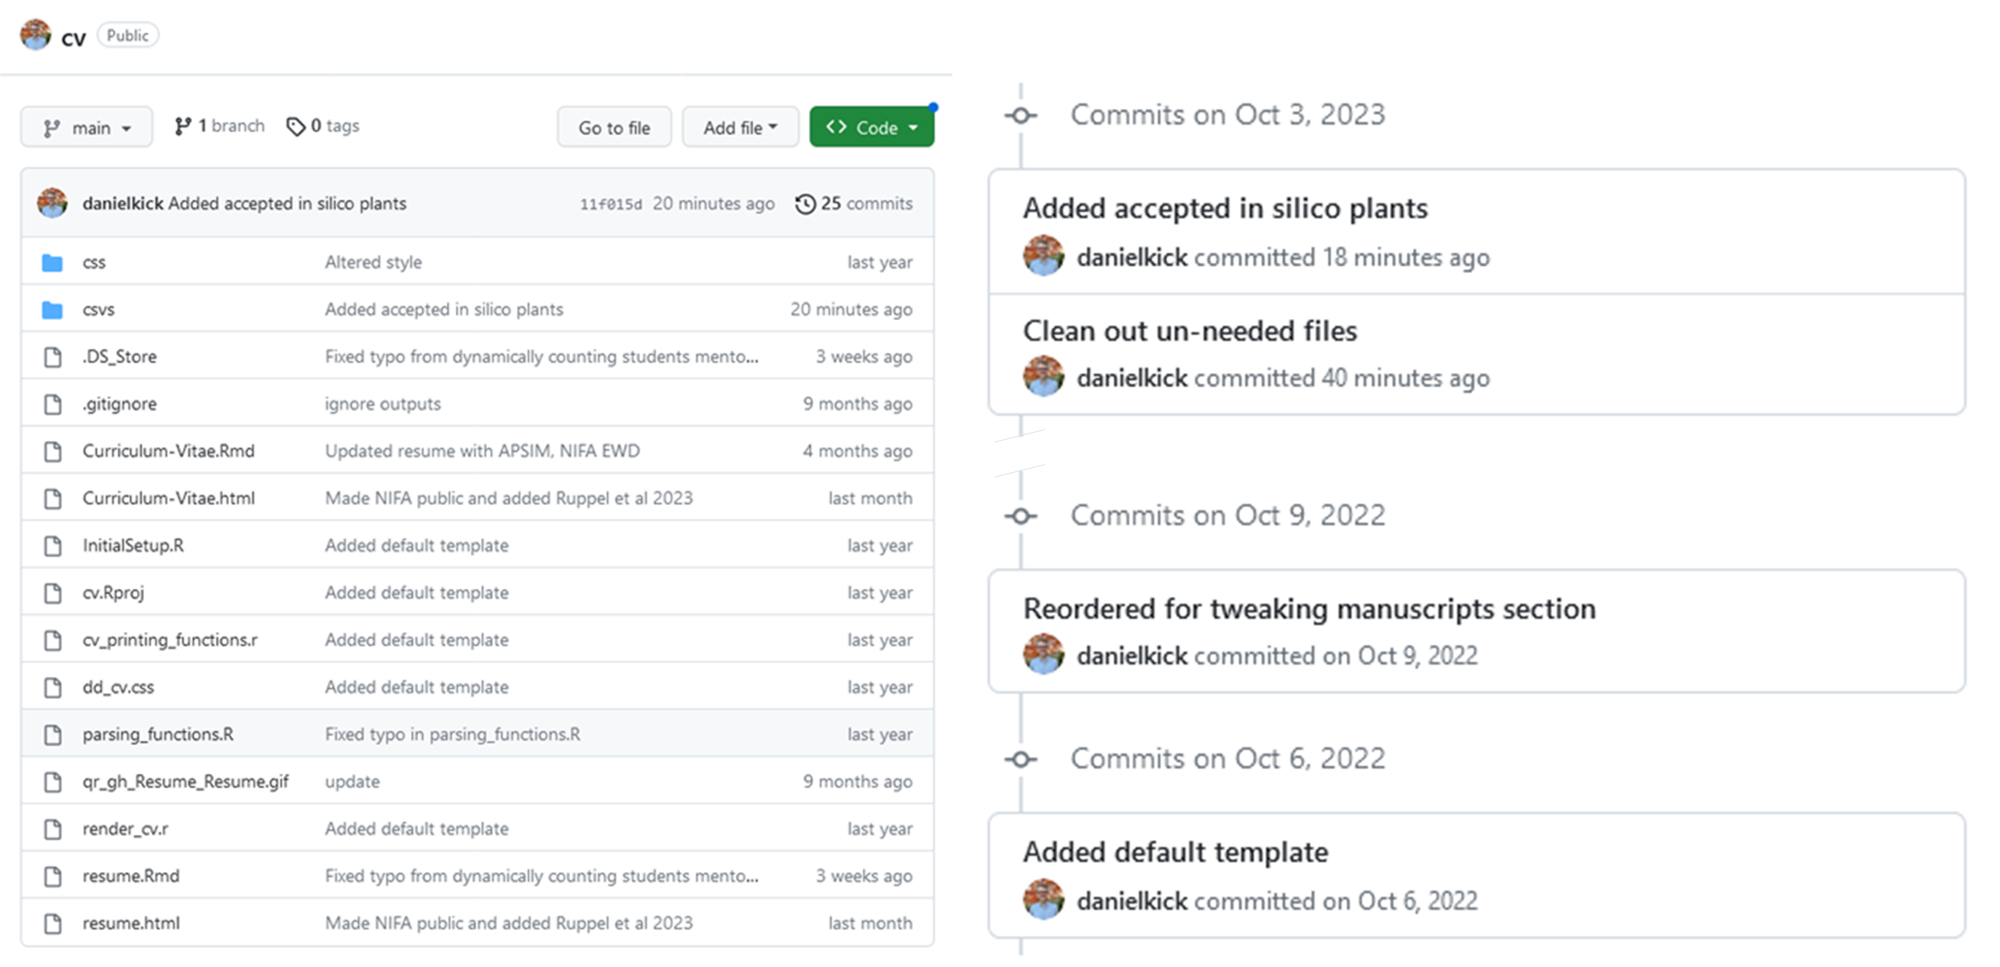 cv Public
main 1 branch 0 tags Go to file Add file Code
danielkick Added accepted in silico plants 11f015d 20 minutes ago 25 commits
css Altered style last year
csvs Added accepted in silico plants 20 minutes ago
.DS_Store Fixed typo from dynamically counting students mento... 3 weeks ago
.gitignore ignore outputs 9 months ago
Curriculum-Vitae.Rmd Updated resume with APSIM, NIFA EWD 4 months ago
Curriculum-Vitae.html Made NIFA public and added Ruppel et al 2023 last month
InitialSetup.R Added default template last year
cv.Rproj Added default template last year
cv_printing_functions.r Added default template last year
dd_cv.css Added default template last year
parsing_functions.R Fixed typo in parsing_functions.R last year
qr_gh_Resume_Resume.gif update 9 months ago
render_cv.r Added default template last year
resume.Rmd Fixed typo from dynamically counting students mento... 3 weeks ago
resume.html Made NIFA public and added Ruppel et al 2023 last month
Commits on Oct 3, 2023
Added accepted in silico plants
danielkick committed 18 minutes ago
Clean out un-needed files
danielkick committed 40 minutes ago
Commits on Oct 9, 2022
Reordered for tweaking manuscripts section
danielkick committed on Oct 9, 2022
Commits on Oct 6, 2022
Added default template
danielkick committed on Oct 6, 2022